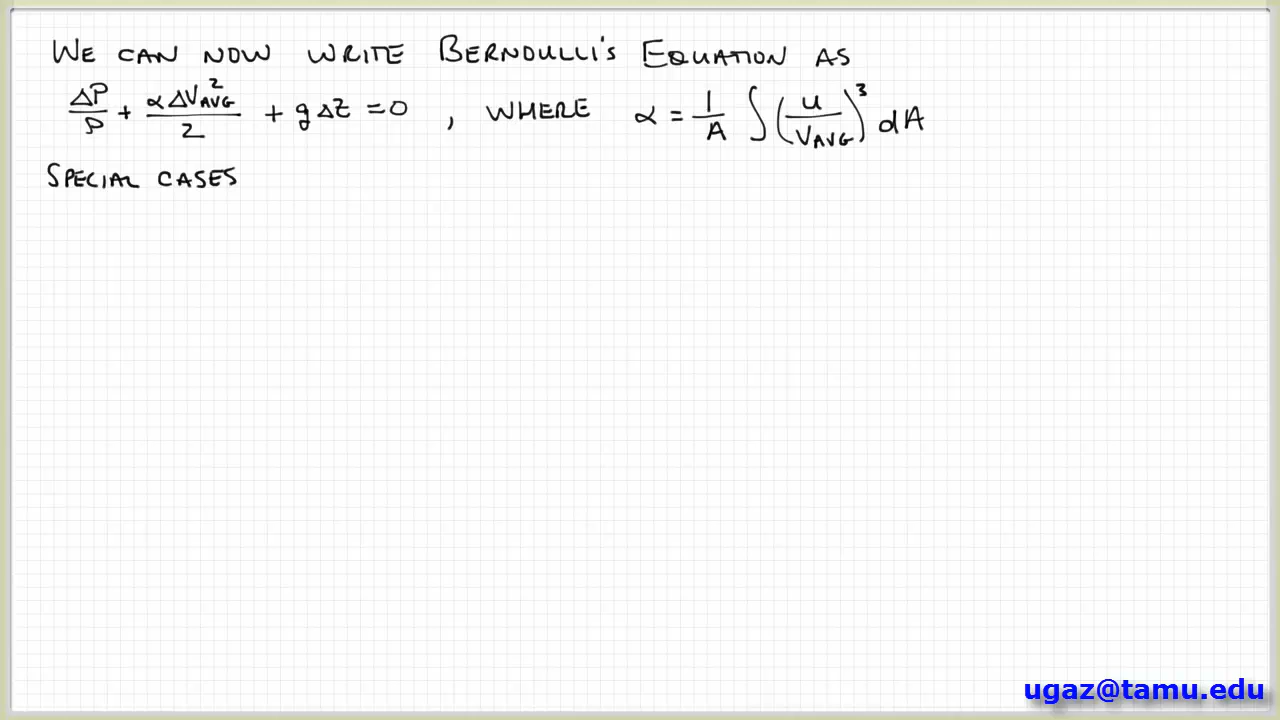 WE CAN NOW WRITE BERNOULLI'S EQUATION AS
ΔP/ρ + αΔV_AVG²/2 + gΔZ = 0 , WHERE α = 1/A ∫(u/V_AVG)³ dA
SPECIAL CASES
ugaz@tamu.edu